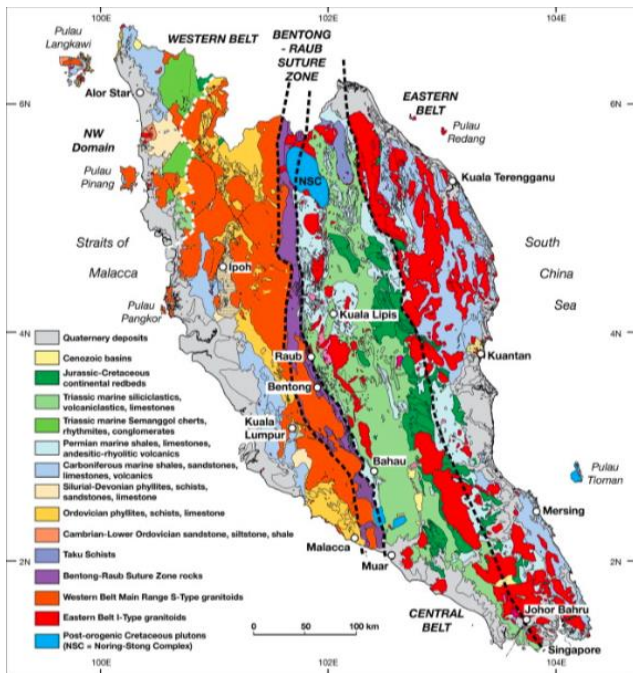 100E
102E
104E
Pulau
Langkawi
WESTERN BELT
BENTONG
- RAUB
SUTURE
ZONE
Alor Star
6N
6N
EASTERN
BELT
Pulau
Redang
NW
Domain
Pulau
Pinang
NSC
Kuala Terengganu
Straits of
Malacca
South
China
Sea
Ipoh
Pulau
Pangkor
Kuala Lipis
4N
4N
Kuantan
Raub
Bentong
Kuala
Lumpur
Bahau
Pulau
Tioman
Mersing
Malacca
Muar
2N
2N
CENTRAL
BELT
Johor Bahru
Singapore
Quaternary deposits
Cenozoic basins
Jurassic-Cretaceous
continental redbeds
Triassic marine siliciclastics,
volcaniclastics, limestones
Triassic marine Semanggol cherts,
rhythmites, conglomerates
Permian marine shales, limestones,
andesitic-rhyolitic volcanics
Carboniferous marine shales, sandstones,
limestones, volcanics
Silurial-Devonian phyllites, schists,
sandstones, limestone
Ordovician phyllites, schists, limestone
Cambrian-Lower Ordovician sandstone, siltstone, shale
Taku Schists
Bentong-Raub Suture Zone rocks
Western Belt Main Range S-Type granitoids
Eastern Belt I-Type granitoids
Post-orogenic Cretaceous plutons
(NSC = Noring-Stong Complex)
0 50 100 km
100E
102E
104E